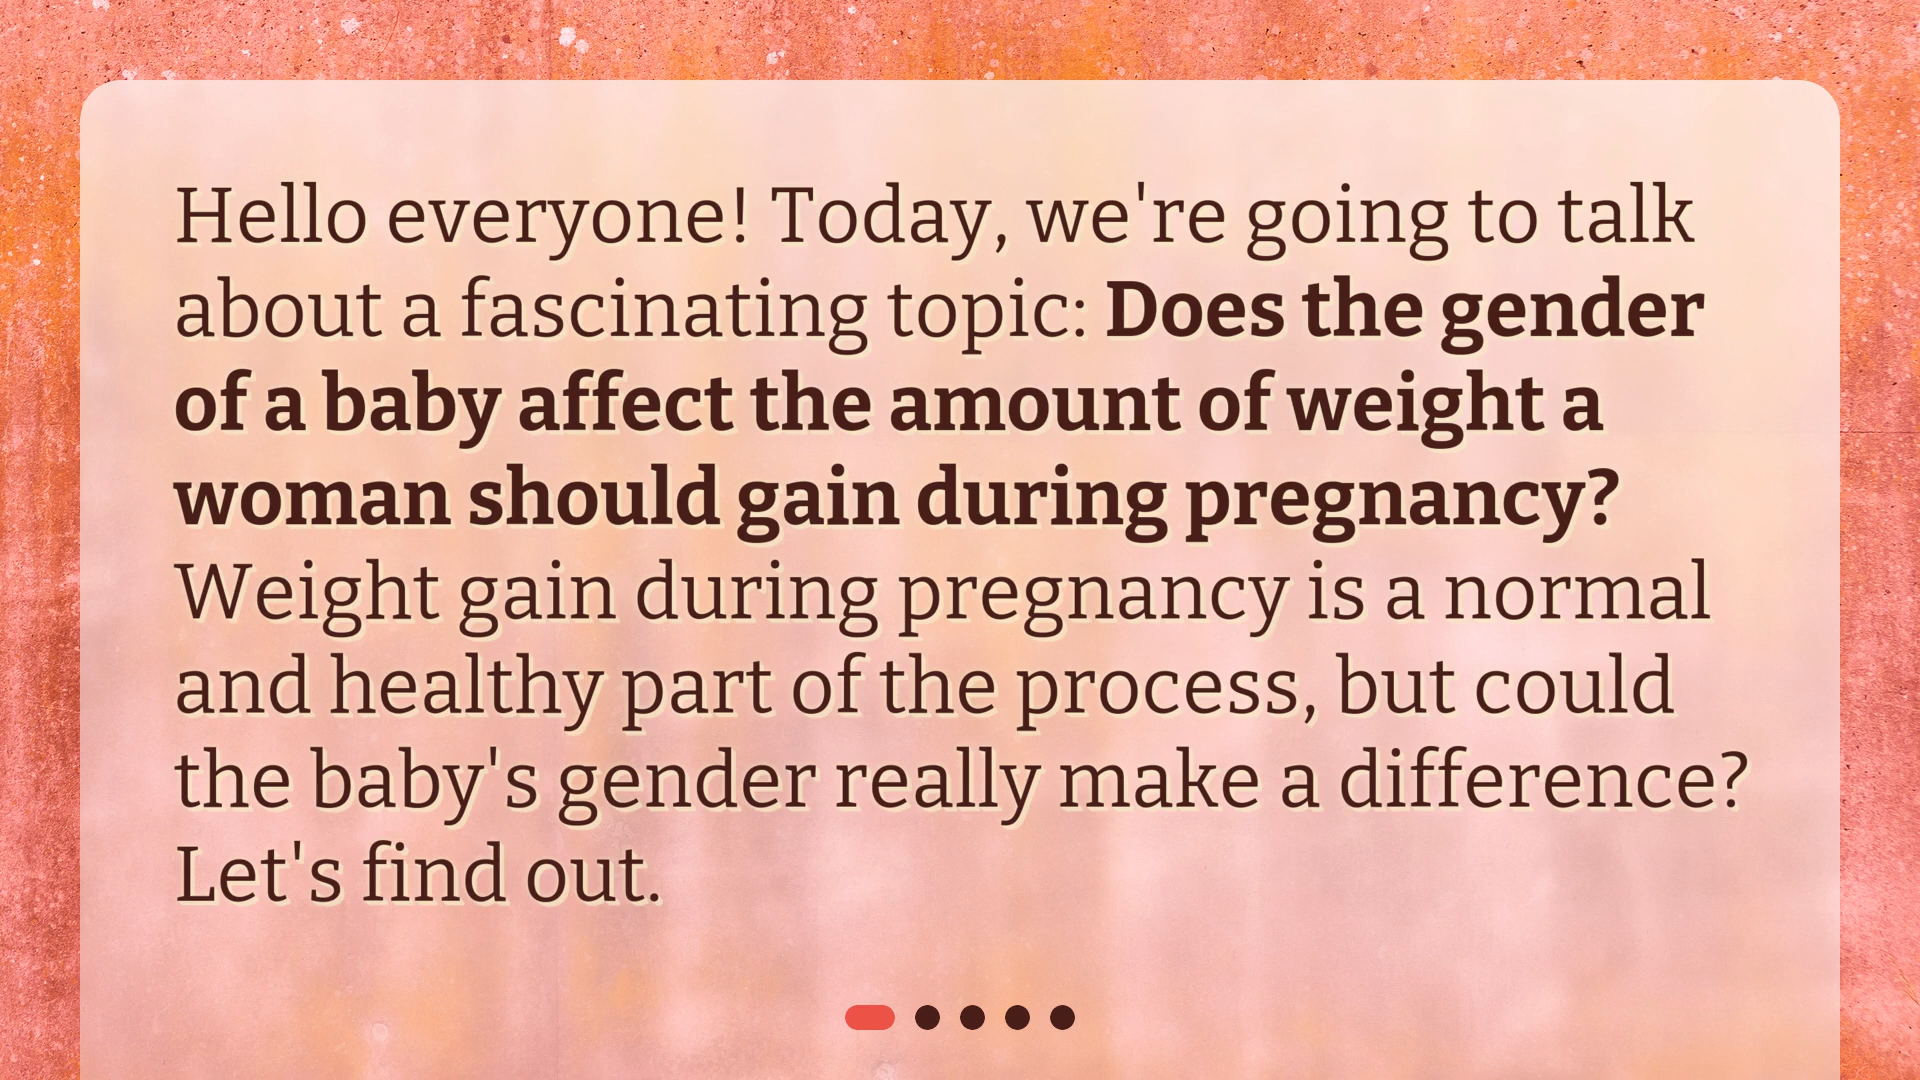 Hello everyone! Today, we're going to talk
about a fascinating topic: Does the gender
of a baby affect the amount of weight a
woman should gain during pregnancy?
Weight gain during pregnancy is a normal
and healthy part of the process, but could
the baby's gender really make a difference?
Let's find out.